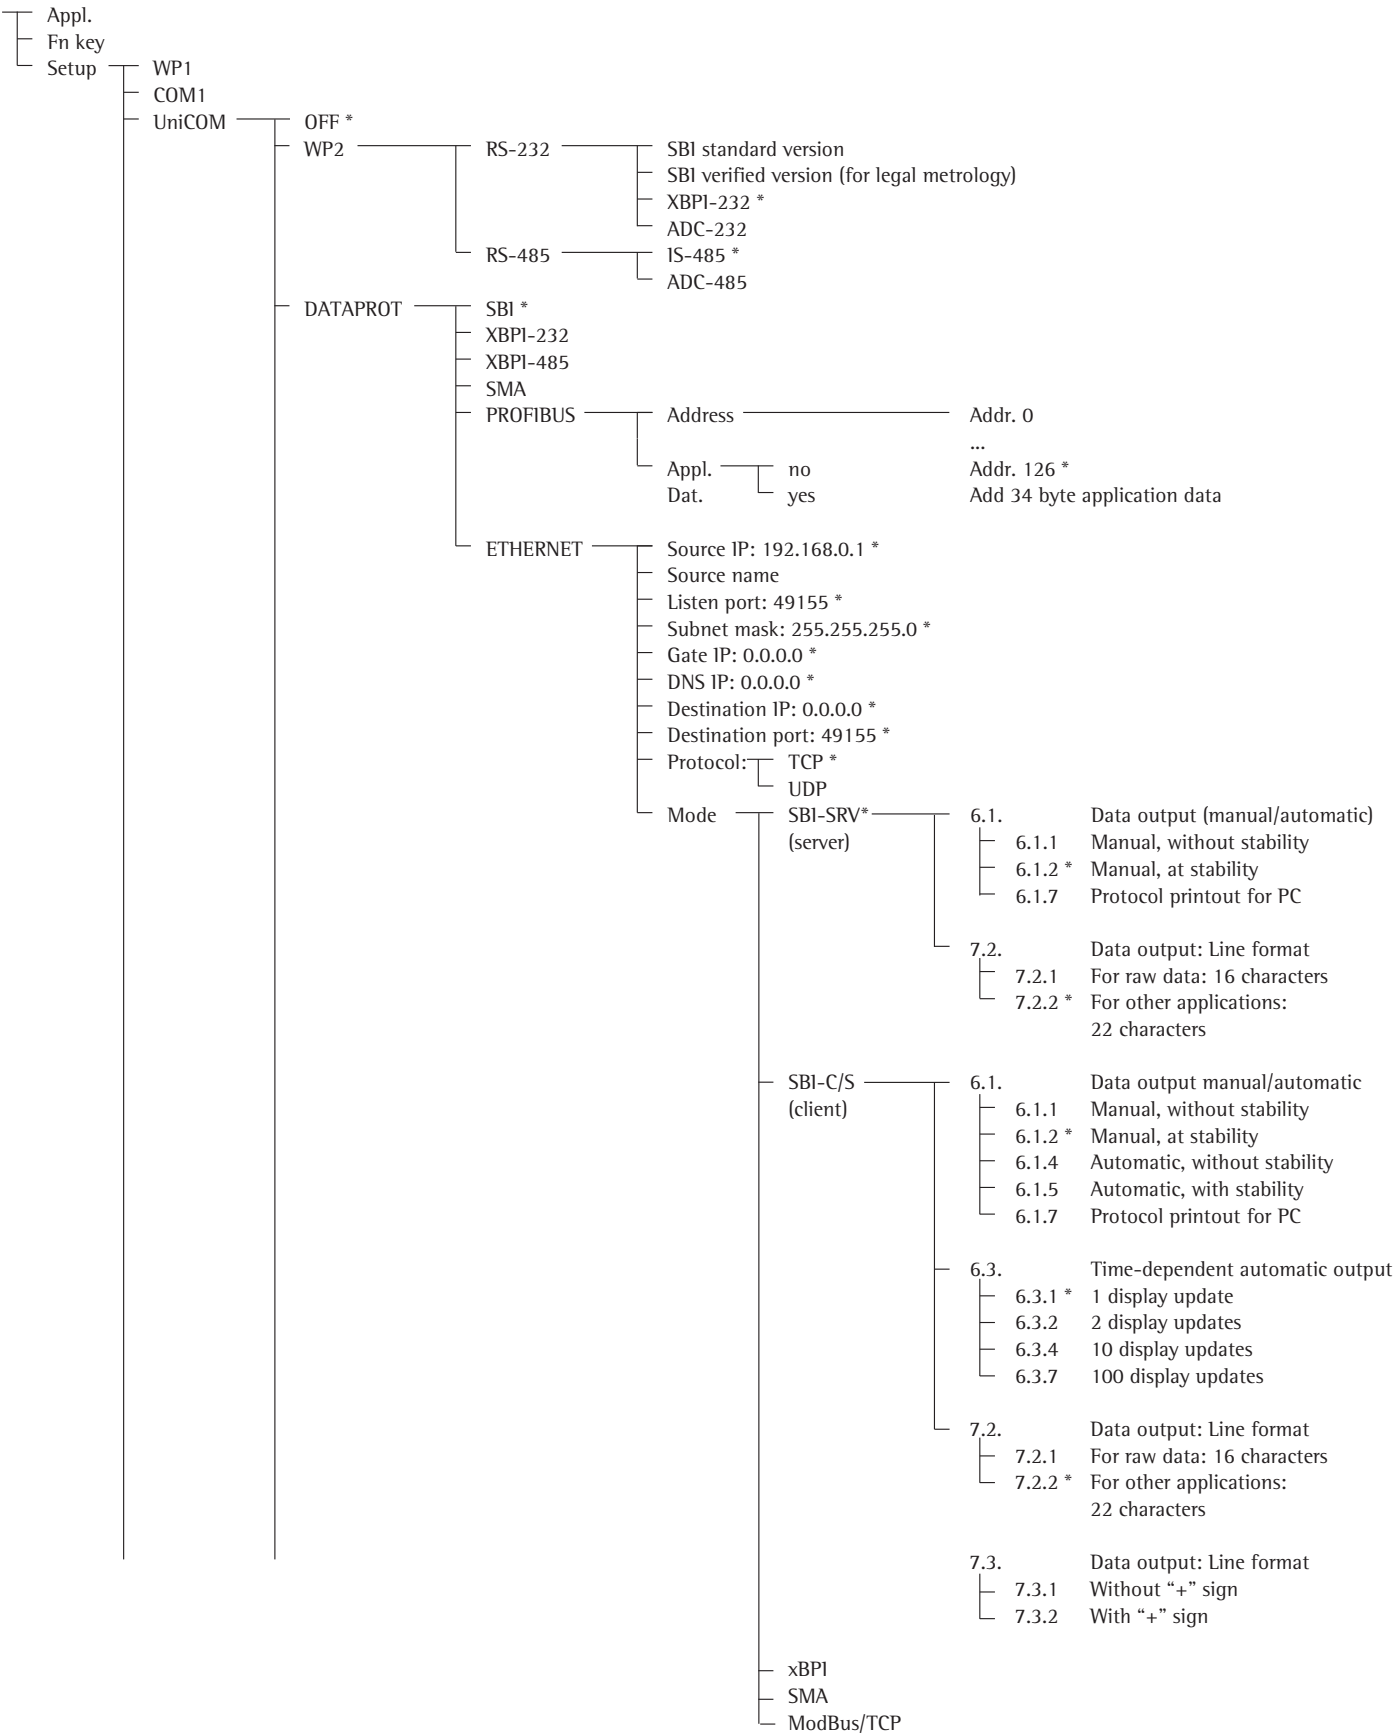 Appl.
Fn key
Setup WP1
COM1
UniCOM OFF *
WP2 RS-232 SBI standard version
SBI verified version (for legal metrology)
XBPI-232 *
ADC-232
RS-485 IS-485 *
ADC-485
DATAPROT SBI *
XBPI-232
XBPI-485
SMA
PROFIBUS Address Addr. 0
...
Appl. no Addr. 126 *
Dat. yes Add 34 byte application data
ETHERNET Source IP: 192.168.0.1 *
Source name
Listen port: 49155 *
Subnet mask: 255.255.255.0 *
Gate IP: 0.0.0.0 *
DNS IP: 0.0.0.0 *
Destination IP: 0.0.0.0 *
Destination port: 49155 *
Protocol: TCP *
UDP
Mode SBI-SRV* 6.1. Data output (manual/automatic)
(server) 6.1.1 Manual, without stability
6.1.2 * Manual, at stability
6.1.7 Protocol printout for PC
7.2. Data output: Line format
7.2.1 For raw data: 16 characters
7.2.2 * For other applications:
22 characters
SBI-C/S 6.1. Data output manual/automatic
(client) 6.1.1 Manual, without stability
6.1.2 * Manual, at stability
6.1.4 Automatic, without stability
6.1.5 Automatic, with stability
6.1.7 Protocol printout for PC
6.3. Time-dependent automatic output
6.3.1 * 1 display update
6.3.2 2 display updates
6.3.4 10 display updates
6.3.7 100 display updates
7.2. Data output: Line format
7.2.1 For raw data: 16 characters
7.2.2 * For other applications:
22 characters
7.3. Data output: Line format
7.3.1 Without “+” sign
7.3.2 With “+” sign
xBPI
SMA
ModBus/TCP